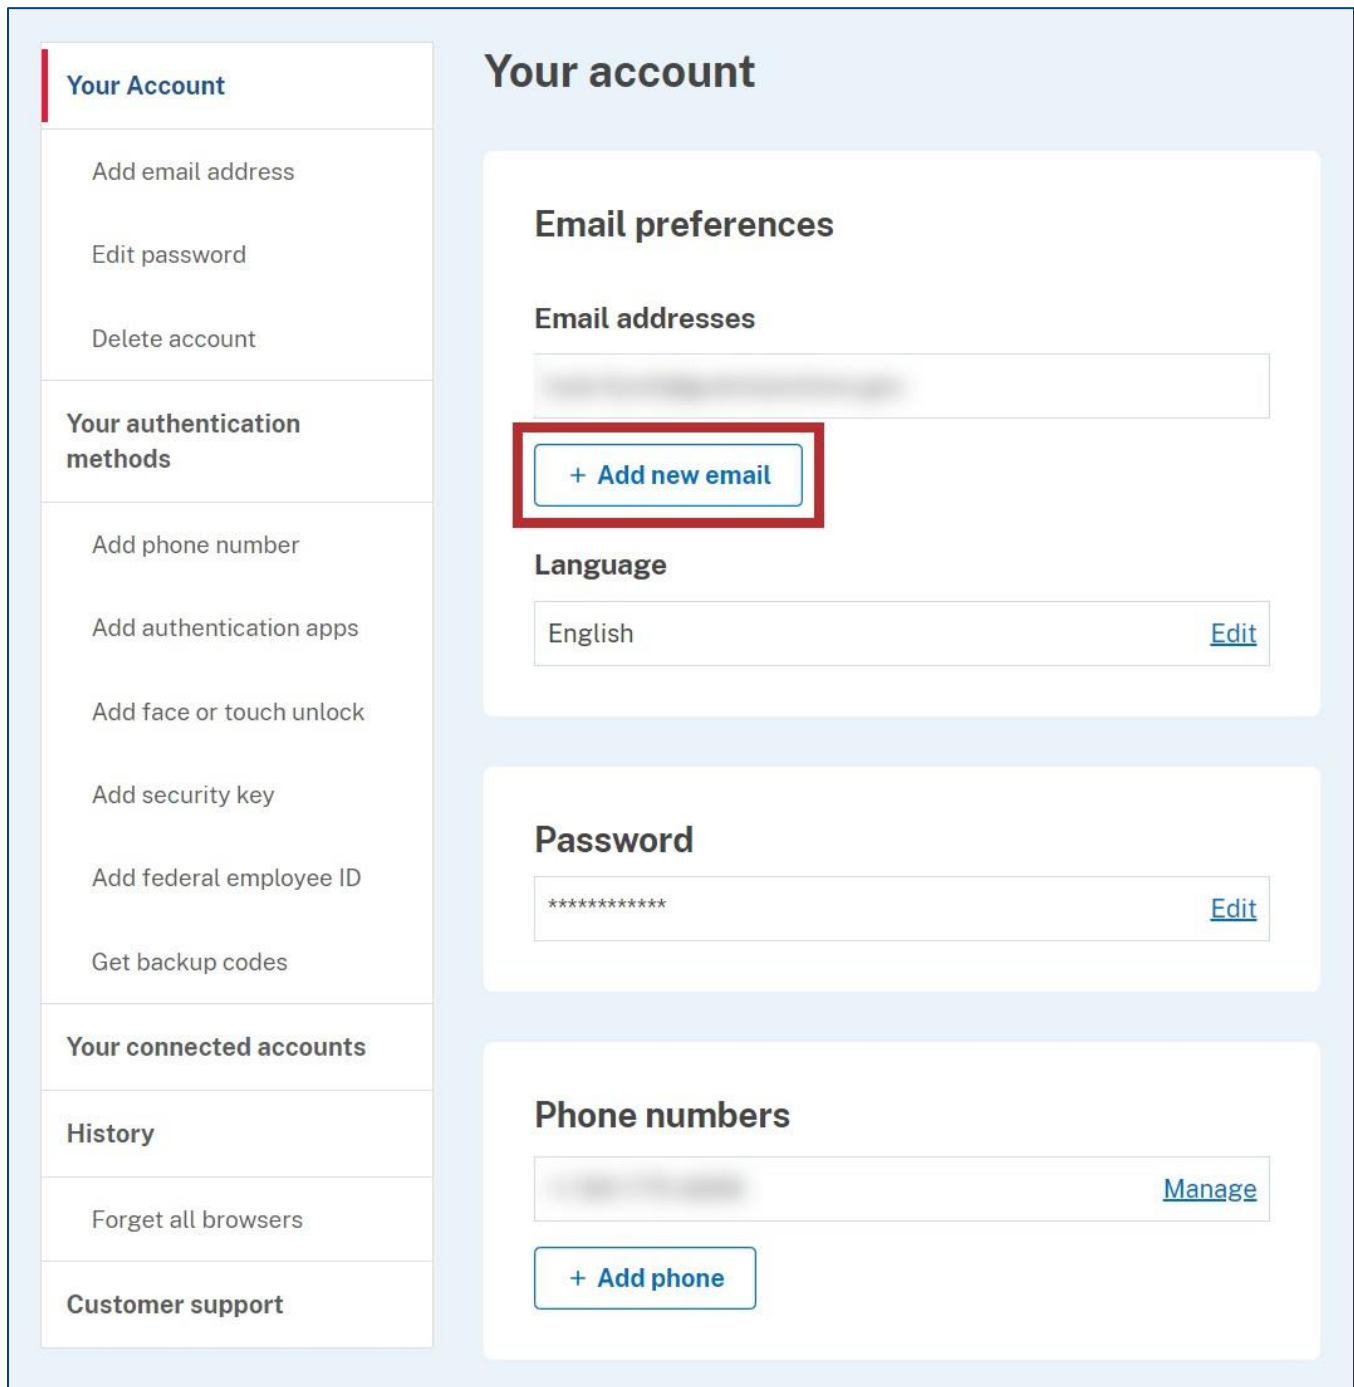 Your Account
Add email address
Edit password
Delete account
Your authentication
methods
Add phone number
Add authentication apps
Add face or touch unlock
Add security key
Add federal employee ID
Get backup codes
Your connected accounts
History
Forget all browsers
Customer support
Your account
Email preferences
Email addresses
+ Add new email
Language
English Edit
Password
************ Edit
Phone numbers
Manage
+ Add phone